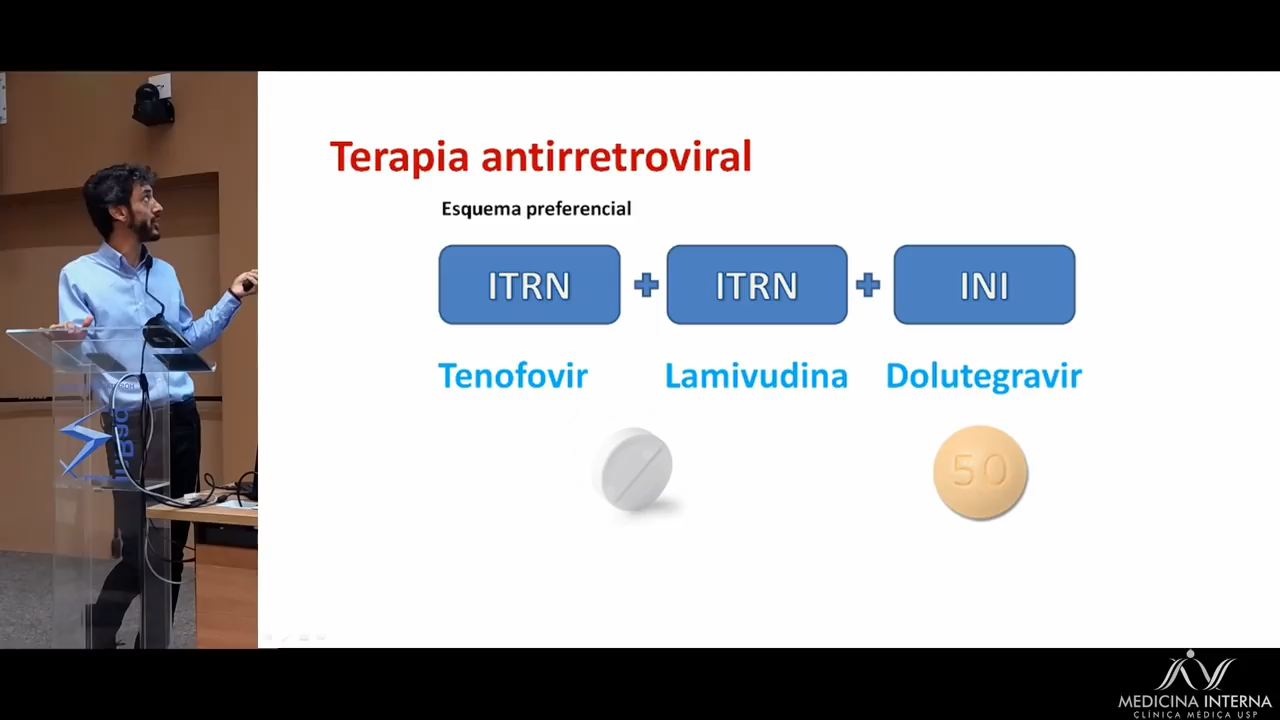 Terapia antirretroviral
Esquema preferencial
ITRN + ITRN + INI
Tenofovir Lamivudina Dolutegravir
50
MEDICINA INTERNA
CLÍNICA MÉDICA USP